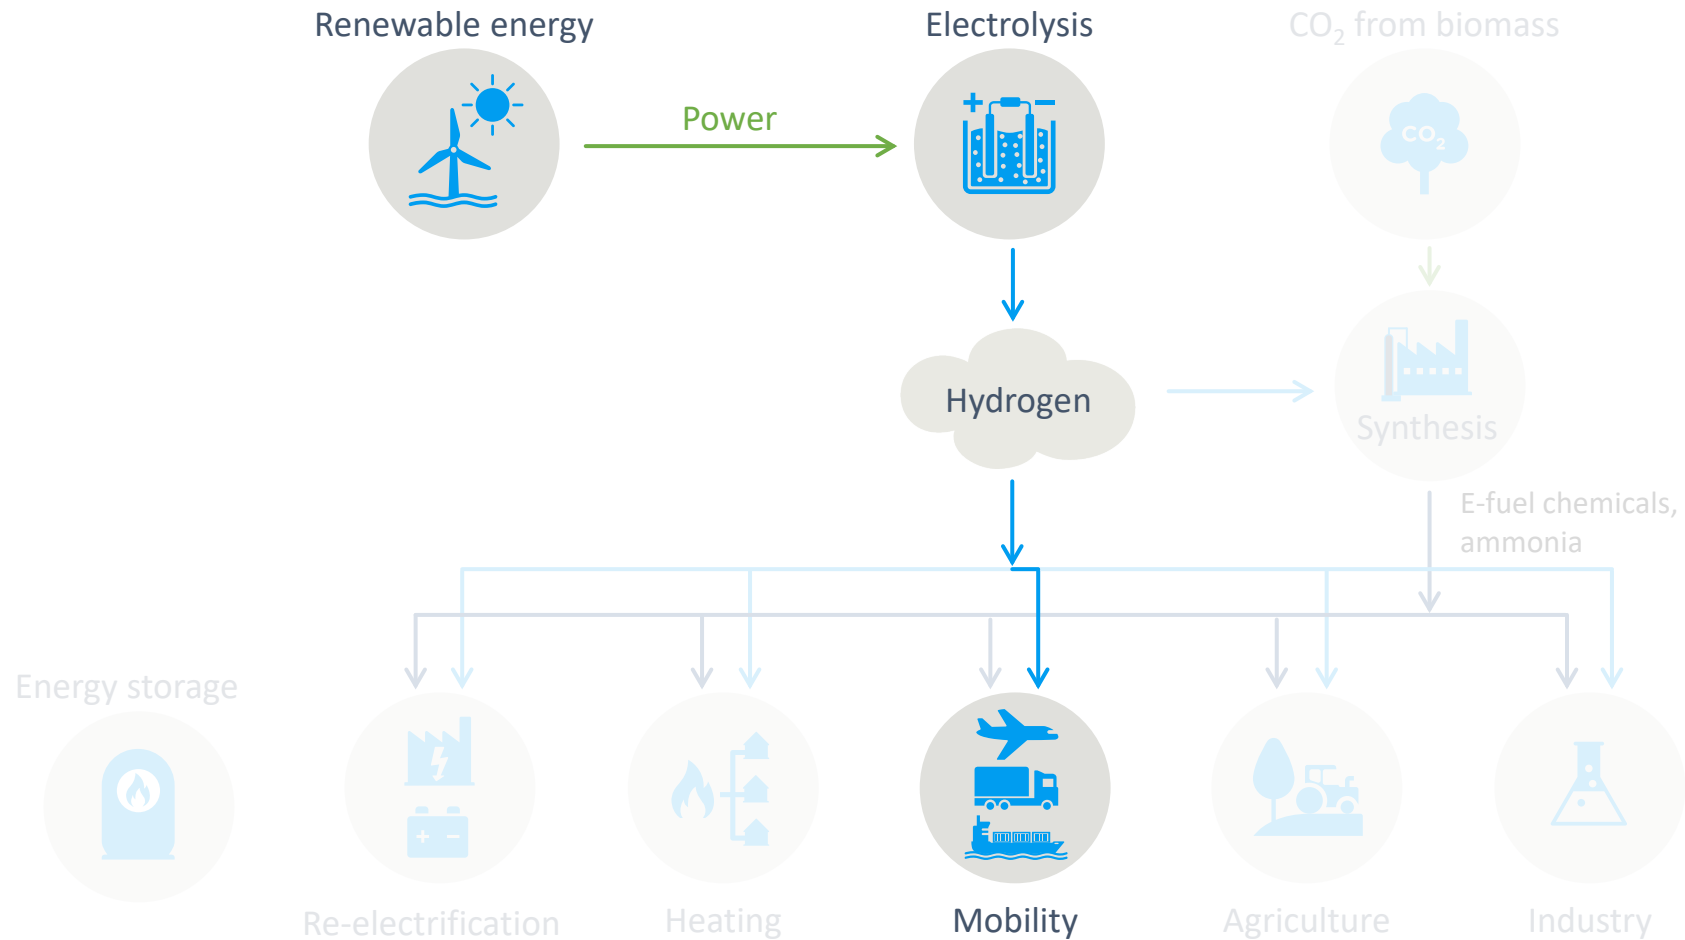 Renewable energy
Electrolysis
CO₂ from biomass
Power
CO₂
Hydrogen
Synthesis
E-fuel chemicals,
ammonia
Energy storage
Re-electrification
Heating
Mobility
Agriculture
Industry